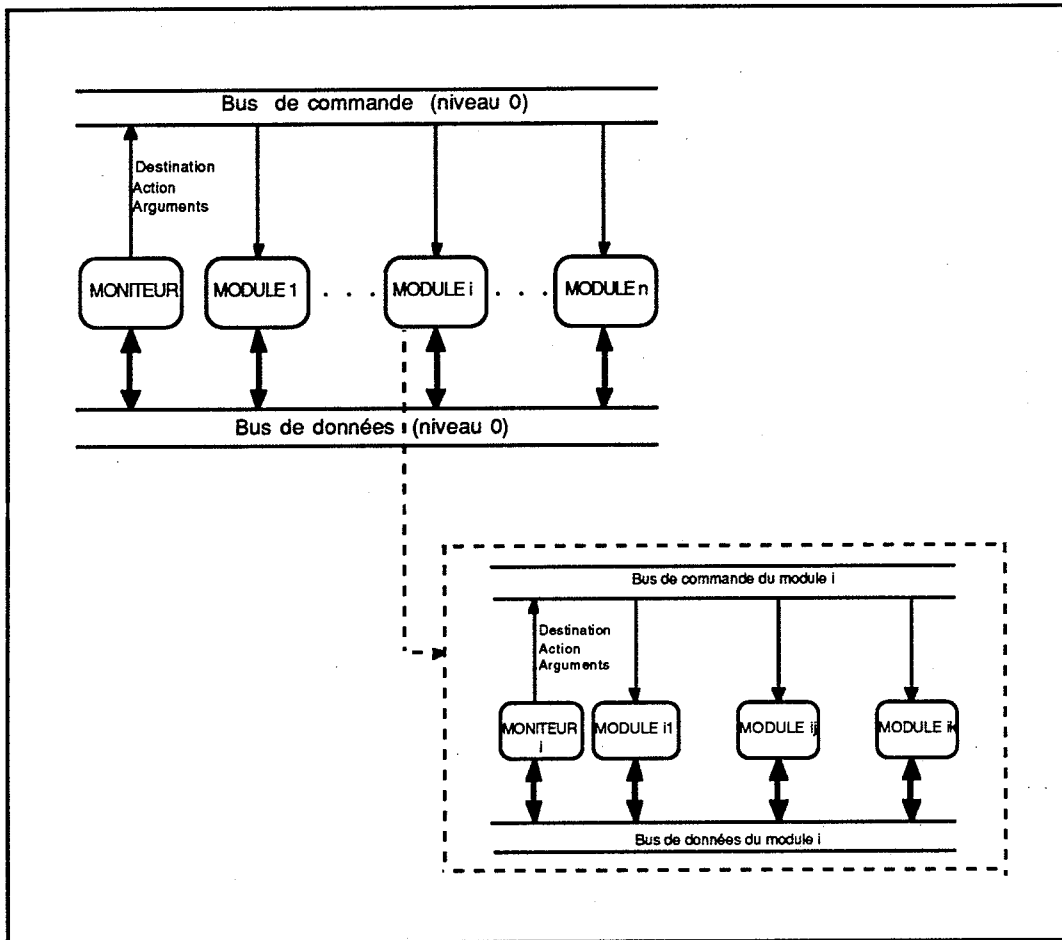 Bus de commande (niveau 0)
Destination
Action
Arguments
MONITEUR
MODULE 1
. . .
MODULE i
. . .
MODULE n
Bus de données (niveau 0)
Bus de commande du module i
Destination
Action
Arguments
MONITEUR
i
MODULE i1
MODULE ij
MODULE ik
Bus de données du module i